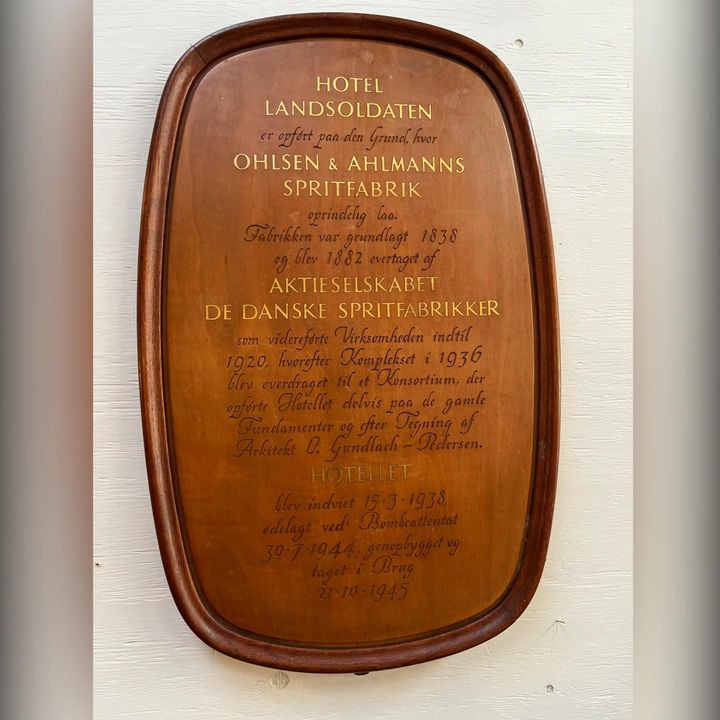 HOTEL
LANDSOLDATEN
er opført paa den Grund, hvor
OHLSEN & AHLMANNS
SPRITFABRIK
oprindelig laa.
Fabrikken var grundlagt 1838
og blev 1882 overtaget af
AKTIESELSKABET
DE DANSKE SPRITFABRIKKER
som videreførte Virksomheden indtil
1920, hvorefter Komplekset i 1936
blev overdraget til et Konsortium, der
opførte Hotellet delvis paa de gamle
Fundamenter og efter Tegning af
Arkitekt V. Gundlach-Pedersen.
HOTELLET
blev indviet 15·3·1938,
ødelagt ved Bombeattentat
30·7·1944, genopbygget og
taget i Brug
21·10·1945